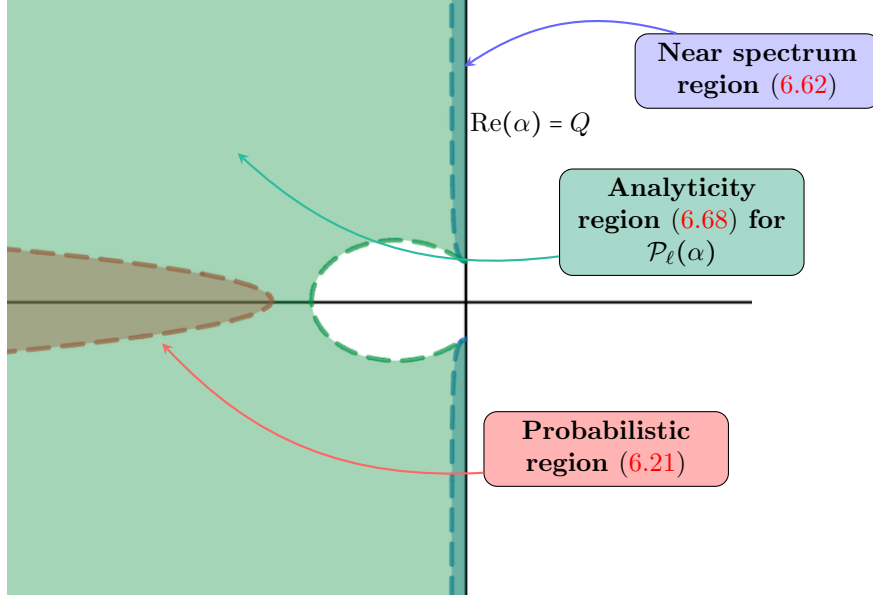 Near spectrum
region (6.62)
Re(α) = Q
Analyticity
region (6.68) for
𝒫ℓ(α)
Probabilistic
region (6.21)